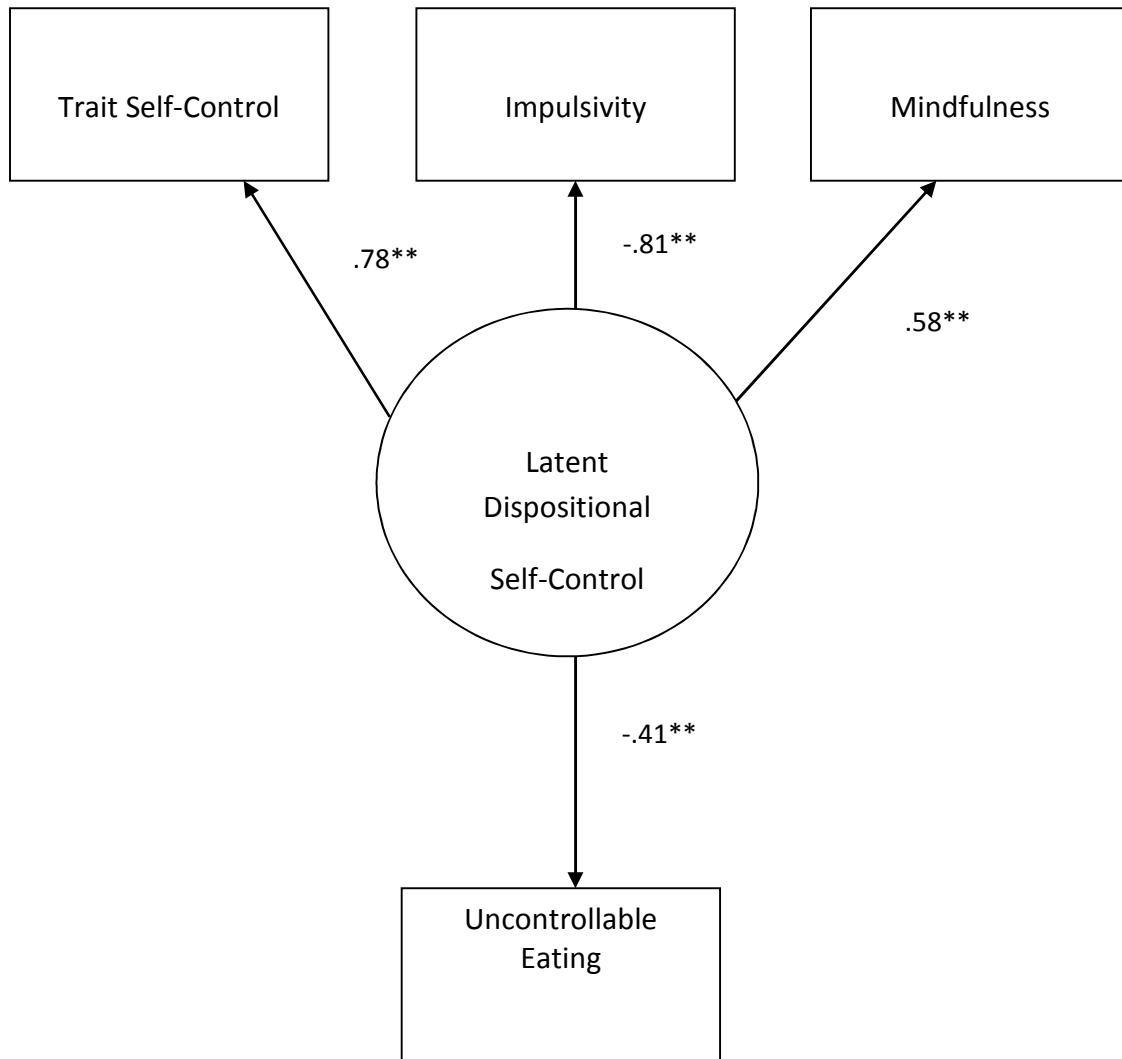 Trait Self-Control
Impulsivity
Mindfulness
.78**
-.81**
.58**
Latent
Dispositional
Self-Control
-.41**
Uncontrollable
Eating